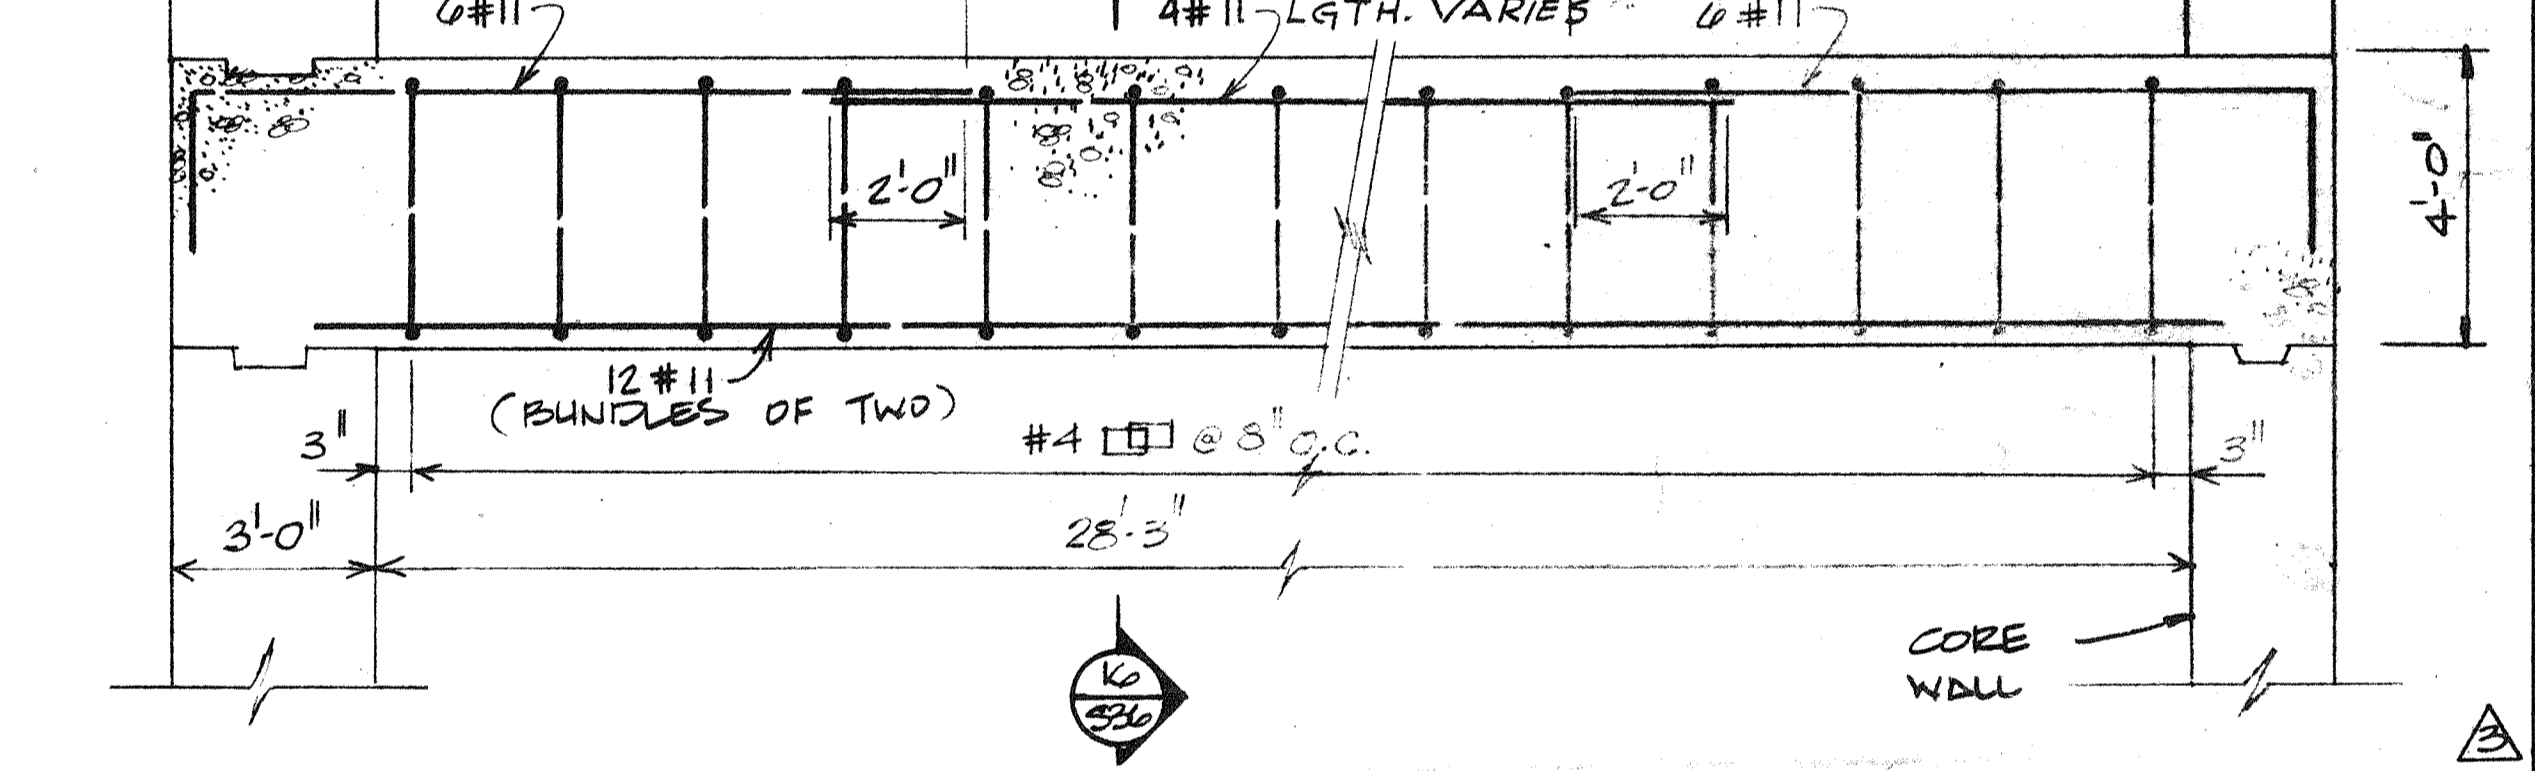 6#11
4#11 LGTH. VARIES
6#11
2'-0"
2'-0"
4'-0"
12#11
(BUNDLES OF TWO)
#4 @ 8" O.C.
3"
3"
3'-0"
28'-3"
K6
S36
CORE
WALL
3